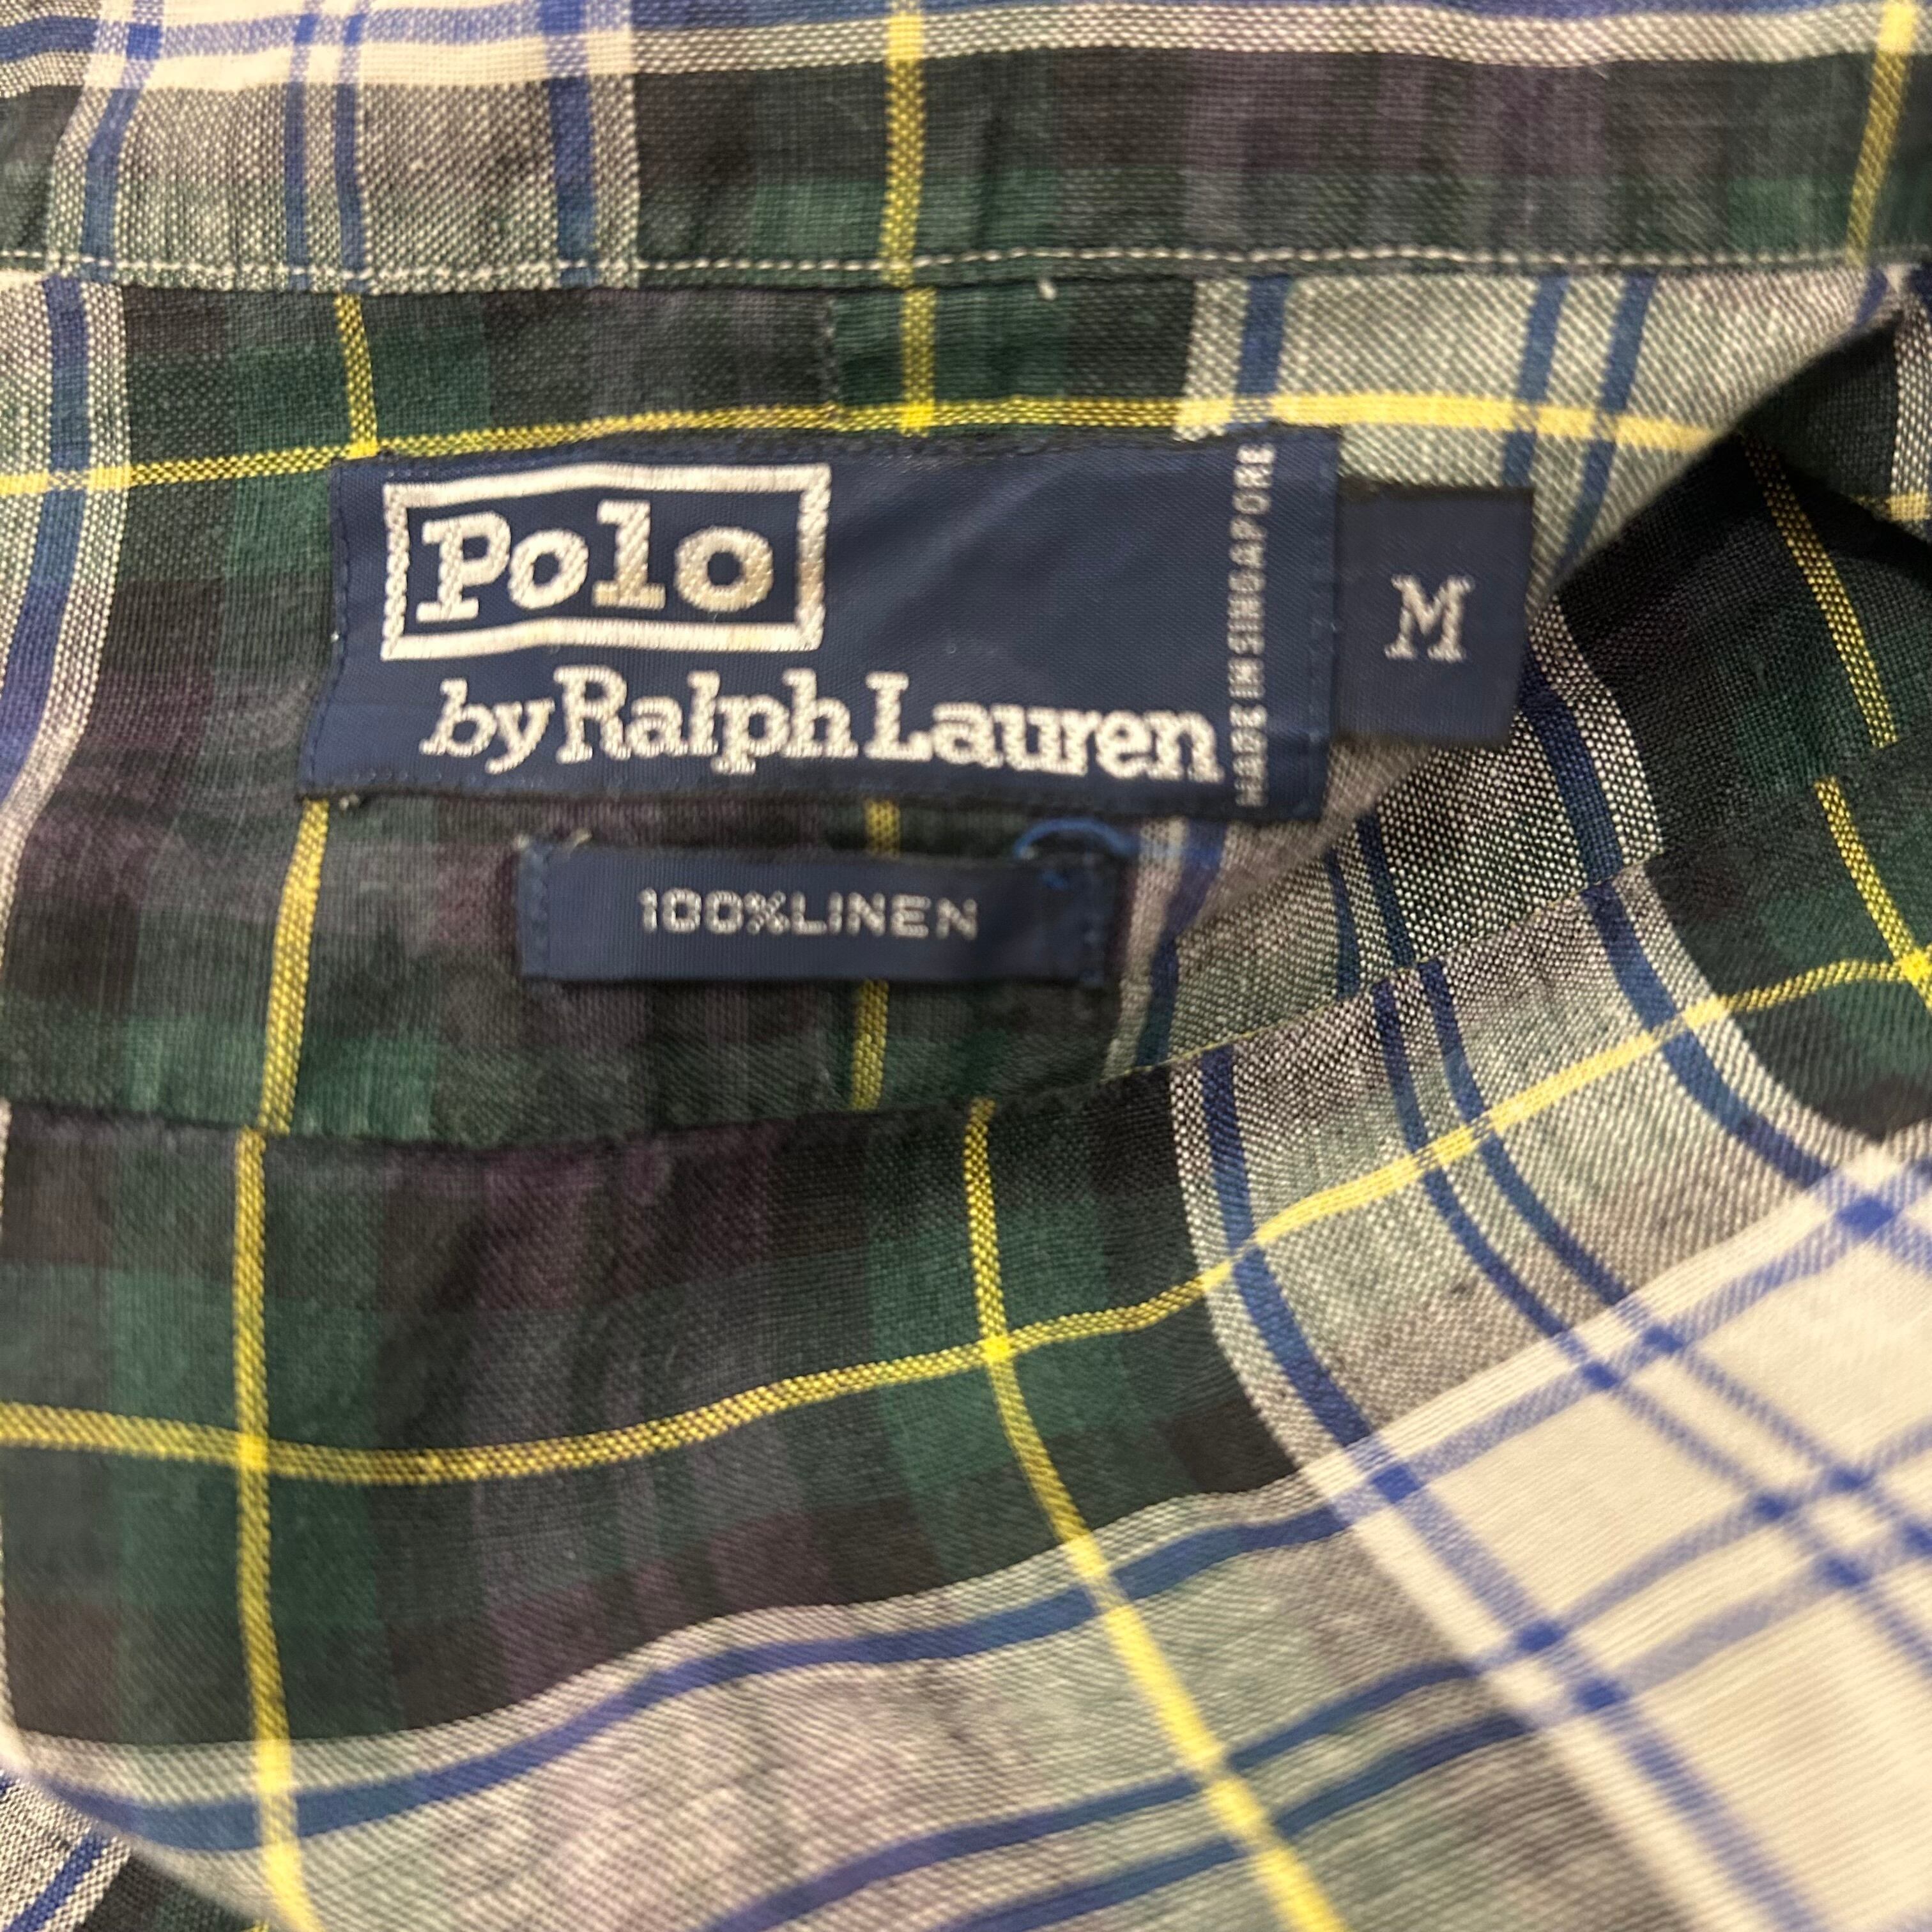 Polo
by Ralph Lauren
MADE IN SINGAPORE
M
100%LINEN